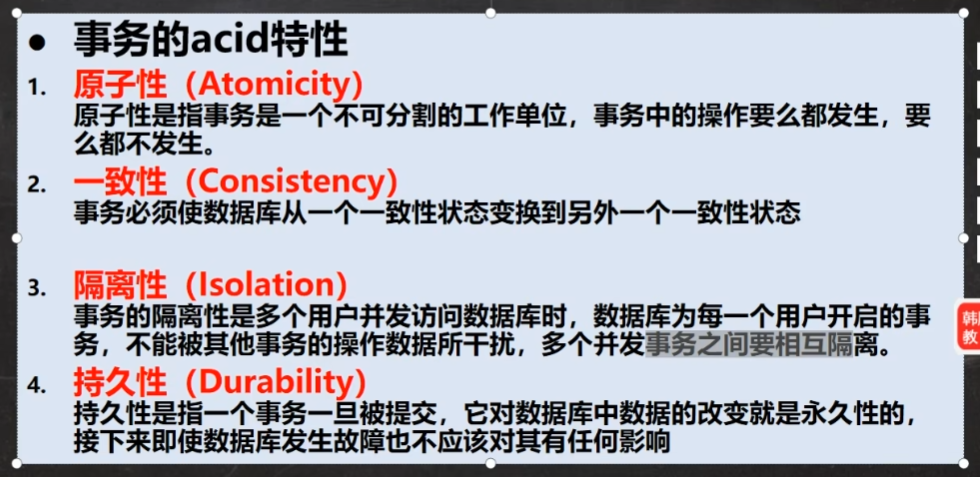 ● 事务的acid特性
1. 原子性（Atomicity）
原子性是指事务是一个不可分割的工作单位，事务中的操作要么都发生，要
么都不发生。
2. 一致性（Consistency）
事务必须使数据库从一个一致性状态变换到另外一个一致性状态
3. 隔离性（Isolation）
事务的隔离性是多个用户并发访问数据库时，数据库为每一个用户开启的事
务，不能被其他事务的操作数据所干扰，多个并发事务之间要相互隔离。
4. 持久性（Durability）
持久性是指一个事务一旦被提交，它对数据库中数据的改变就是永久性的，
接下来即使数据库发生故障也不应该对其有任何影响
教